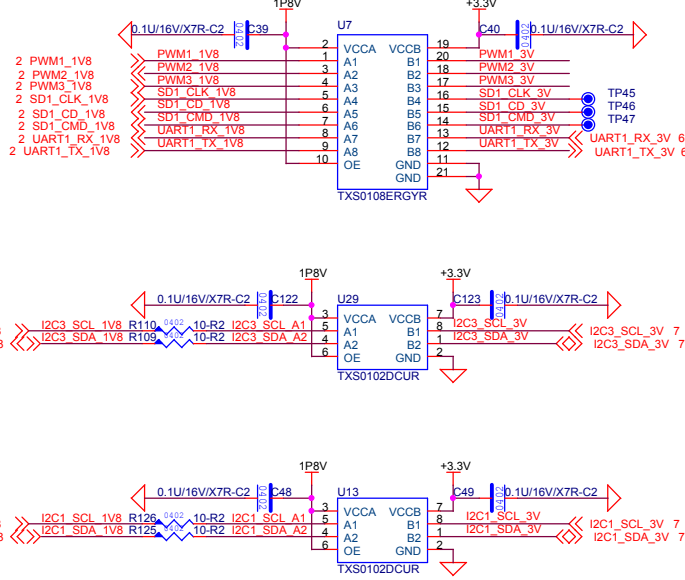 1P8V +3.3V
0.1U/16V/X7R-C2 0402 C39 U7 C40 0402 0.1U/16V/X7R-C2
2 VCCA VCCB 19
2 PWM1_1V8 PWM1_1V8 1 A1 B1 20 PWM1_3V
2 PWM2_1V8 PWM2_1V8 3 A2 B2 18 PWM2_3V
2 PWM3_1V8 PWM3_1V8 4 A3 B3 17 PWM3_3V
2 SD1_CLK_1V8 SD1_CLK_1V8 5 A4 B4 16 SD1_CLK_3V TP45
2 SD1_CD_1V8 SD1_CD_1V8 6 A5 B5 15 SD1_CD_3V TP46
2 SD1_CMD_1V8 SD1_CMD_1V8 7 A6 B6 14 SD1_CMD_3V TP47
2 UART1_RX_1V8 UART1_RX_1V8 8 A7 B7 13 UART1_RX_3V UART1_RX_3V 6
2 UART1_TX_1V8 UART1_TX_1V8 9 A8 B8 12 UART1_TX_3V UART1_TX_3V 6
10 OE GND 11
GND 21
TXS0108ERGYR
1P8V +3.3V
0.1U/16V/X7R-C2 0402 C122 U29 C123 0402 0.1U/16V/X7R-C2
3 VCCA VCCB 7
I2C3_SCL_1V8 R110 0402 10-R2 I2C3_SCL_A1 5 A1 B1 8 I2C3_SCL_3V I2C3_SCL_3V 7
I2C3_SDA_1V8 R109 10-R2 I2C3_SDA_A2 4 A2 B2 1 I2C3_SDA_3V I2C3_SDA_3V 7
6 OE GND 2
TXS0102DCUR
1P8V +3.3V
0.1U/16V/X7R-C2 0402 C48 U13 C49 0402 0.1U/16V/X7R-C2
3 VCCA VCCB 7
I2C1_SCL_1V8 R126 0402 10-R2 I2C1_SCL_A1 5 A1 B1 8 I2C1_SCL_3V I2C1_SCL_3V 7
I2C1_SDA_1V8 R125 10-R2 I2C1_SDA_A2 4 A2 B2 1 I2C1_SDA_3V I2C1_SDA_3V 7
6 OE GND 2
TXS0102DCUR